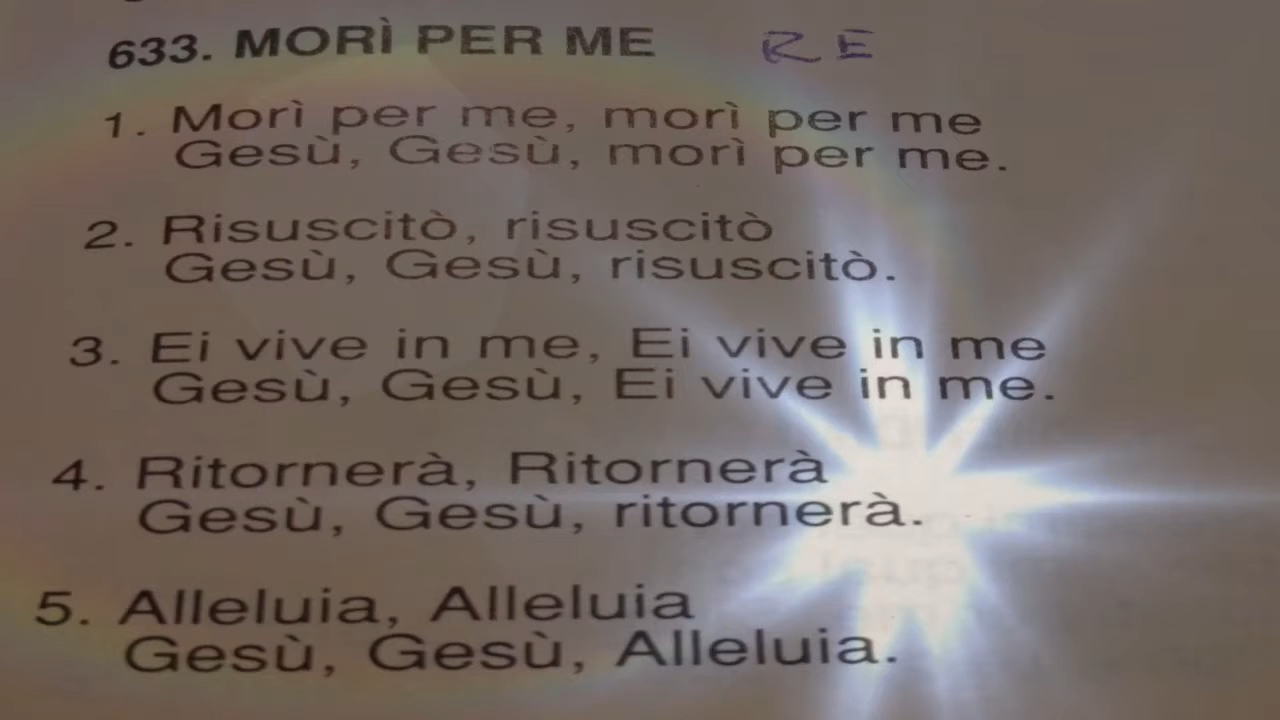 633. MORÌ PER ME RE
1. Morì per me, morì per me
Gesù, Gesù, morì per me.
2. Risuscitò, risuscitò
Gesù, Gesù, risuscitò.
3. Ei vive in me, Ei vive in me
Gesù, Gesù, Ei vive in me.
4. Ritornerà, Ritornerà
Gesù, Gesù, ritornerà.
5. Alleluia, Alleluia
Gesù, Gesù, Alleluia.